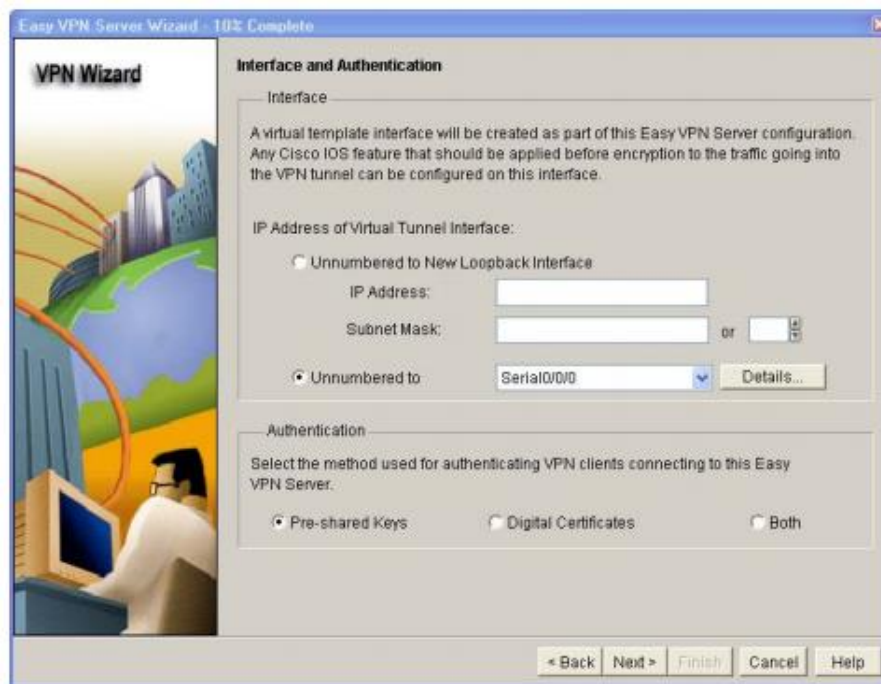 Easy VPN Server Wizard - 10% Complete
VPN Wizard
Interface and Authentication
Interface
A virtual template interface will be created as part of this Easy VPN Server configuration.
Any Cisco IOS feature that should be applied before encryption to the traffic going into
the VPN tunnel can be configured on this interface.
IP Address of Virtual Tunnel Interface:
Unnumbered to New Loopback Interface
IP Address:
Subnet Mask: or
Unnumbered to Serial0/0/0 Details...
Authentication
Select the method used for authenticating VPN clients connecting to this Easy
VPN Server.
Pre-shared Keys Digital Certificates Both
< Back Next > Finish Cancel Help